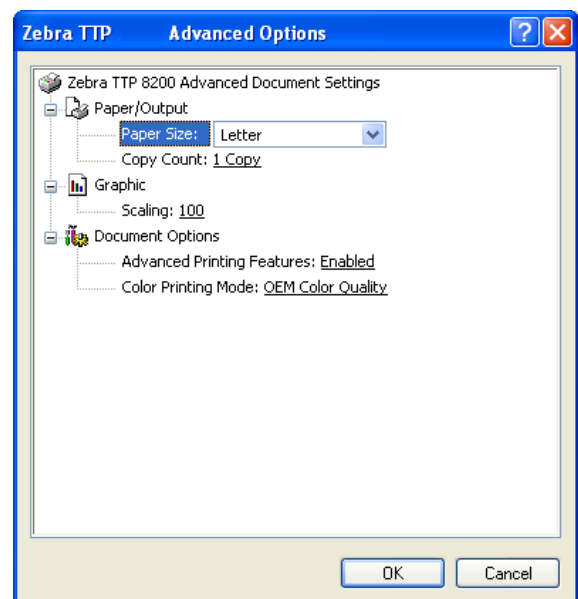 Zebra TTP Advanced Options
Zebra TTP 8200 Advanced Document Settings
Paper/Output
Paper Size: Letter
Copy Count: 1 Copy
Graphic
Scaling: 100
Document Options
Advanced Printing Features: Enabled
Color Printing Mode: OEM Color Quality
OK Cancel